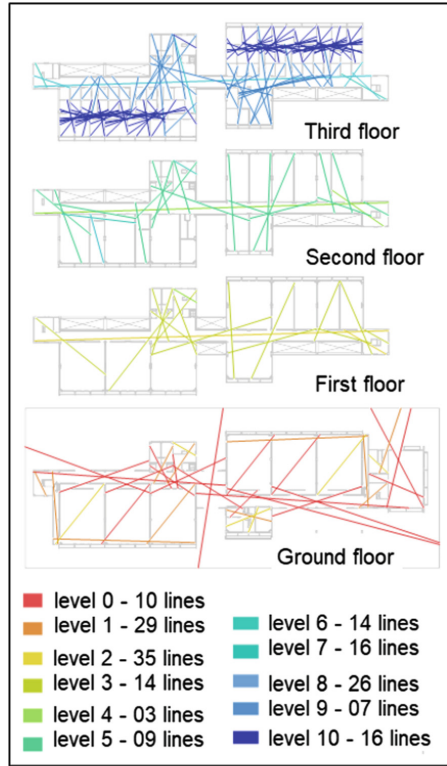 Third floor
Second floor
First floor
Ground floor
level 0 - 10 lines
level 1 - 29 lines
level 2 - 35 lines
level 3 - 14 lines
level 4 - 03 lines
level 5 - 09 lines
level 6 - 14 lines
level 7 - 16 lines
level 8 - 26 lines
level 9 - 07 lines
level 10 - 16 lines